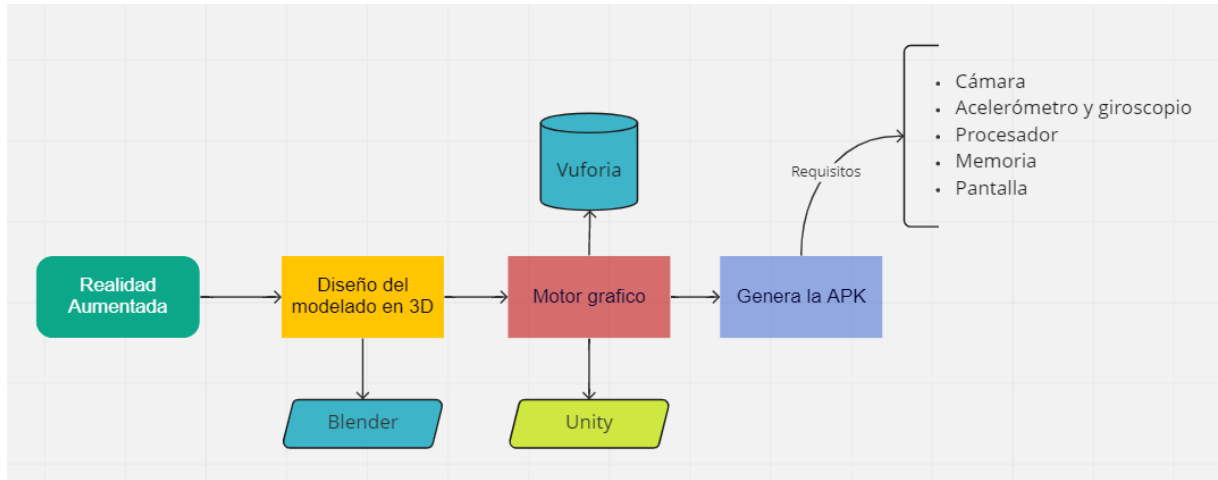 Realidad
Aumentada
Diseño del
modelado en 3D
Blender
Vuforia
Motor grafico
Unity
Genera la APK
Requisitos
• Cámara
• Acelerómetro y giroscopio
• Procesador
• Memoria
• Pantalla